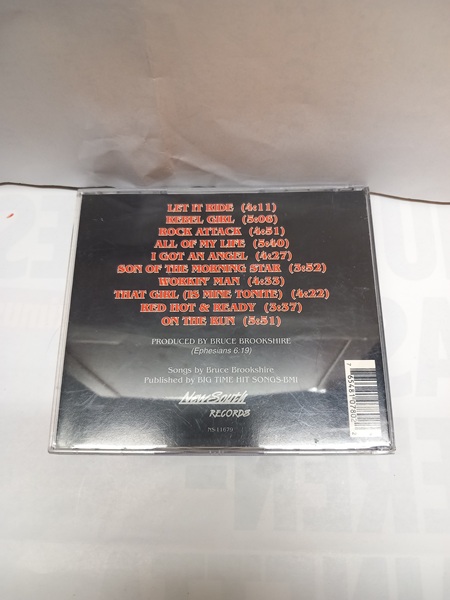 LET IT RIDE (4:11)
REBEL GIRL (5:08)
ROCK ATTACK (4:51)
ALL OF MY LIFE (5:40)
I GOT AN ANGEL (4:27)
SON OF THE MORNING STAR (3:52)
WORKIN' MAN (4:33)
THAT GIRL (IS MINE TONITE) (4:22)
RED HOT & READY (3:37)
ON THE RUN (5:51)
PRODUCED BY BRUCE BROOKSHIRE
(Ephesians 6:19)
Songs by Bruce Brookshire
Published by BIG TIME HIT SONGS-BMI
NewSouth
RECORDS
NS-11670